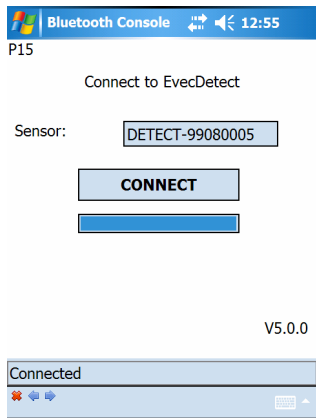 Bluetooth Console 12:55
P15
Connect to EvecDetect
Sensor: DETECT-99080005
CONNECT
V5.0.0
Connected